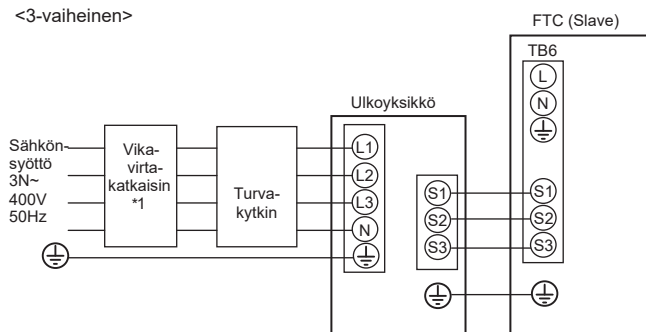 <3-vaiheinen>
FTC (Slave)
TB6
L
N
Ulkoyksikkö
Sähkön-
syöttö
3N~
400V
50Hz
Vika-
virta-
katkaisin
*1
Turva-
kytkin
L1
L2
L3
N
S1
S2
S3
S1
S2
S3